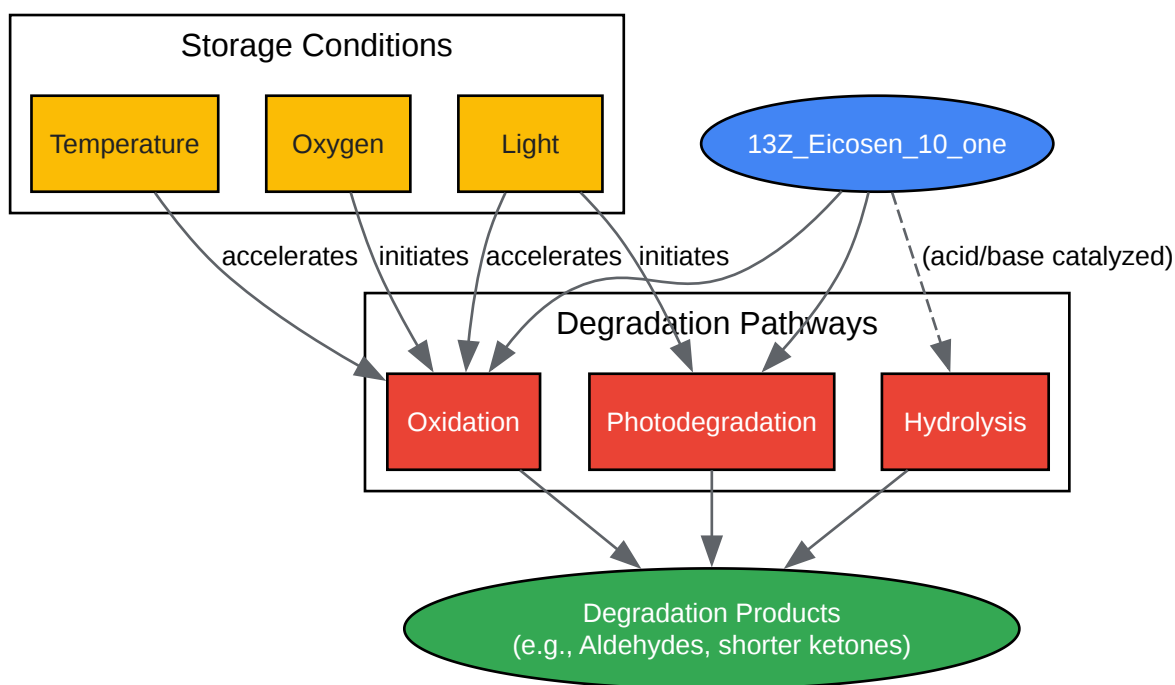 Storage Conditions
Temperature
Oxygen
Light
13Z_Eicosen_10_one
accelerates
initiates
accelerates
initiates
(acid/base catalyzed)
Degradation Pathways
Oxidation
Photodegradation
Hydrolysis
Degradation Products
(e.g., Aldehydes, shorter ketones)